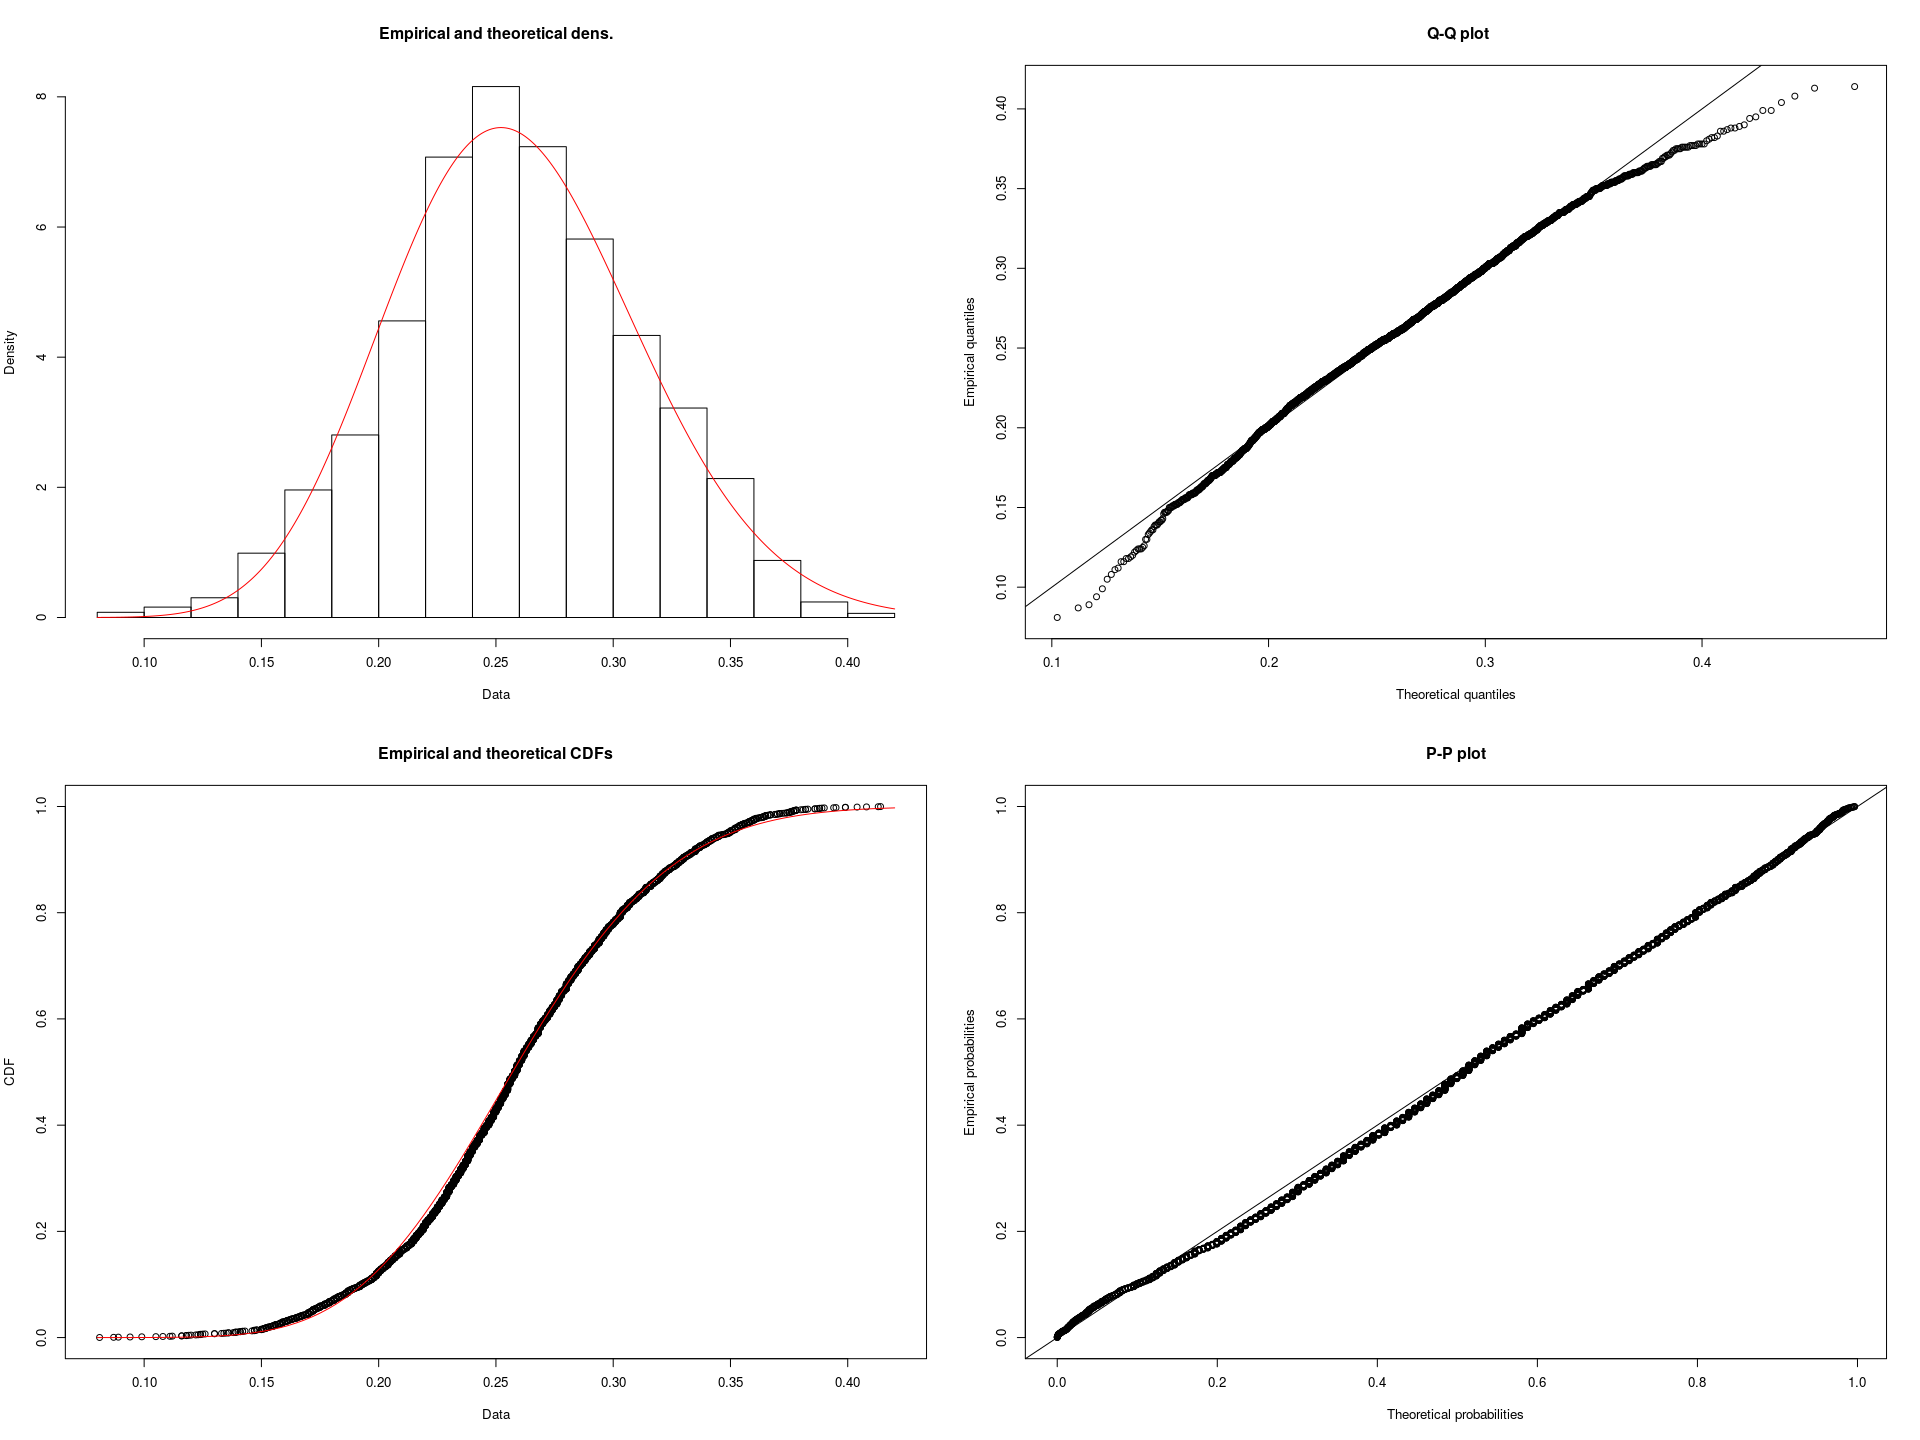 Empirical and theoretical dens.
Density
0 2 4 6 8
0.10 0.15 0.20 0.25 0.30 0.35 0.40
Data
Q-Q plot
Empirical quantiles
0.10 0.15 0.20 0.25 0.30 0.35 0.40
0.1 0.2 0.3 0.4
Theoretical quantiles
Empirical and theoretical CDFs
CDF
0.0 0.2 0.4 0.6 0.8 1.0
0.10 0.15 0.20 0.25 0.30 0.35 0.40
Data
P-P plot
Empirical probabilities
0.0 0.2 0.4 0.6 0.8 1.0
0.0 0.2 0.4 0.6 0.8 1.0
Theoretical probabilities